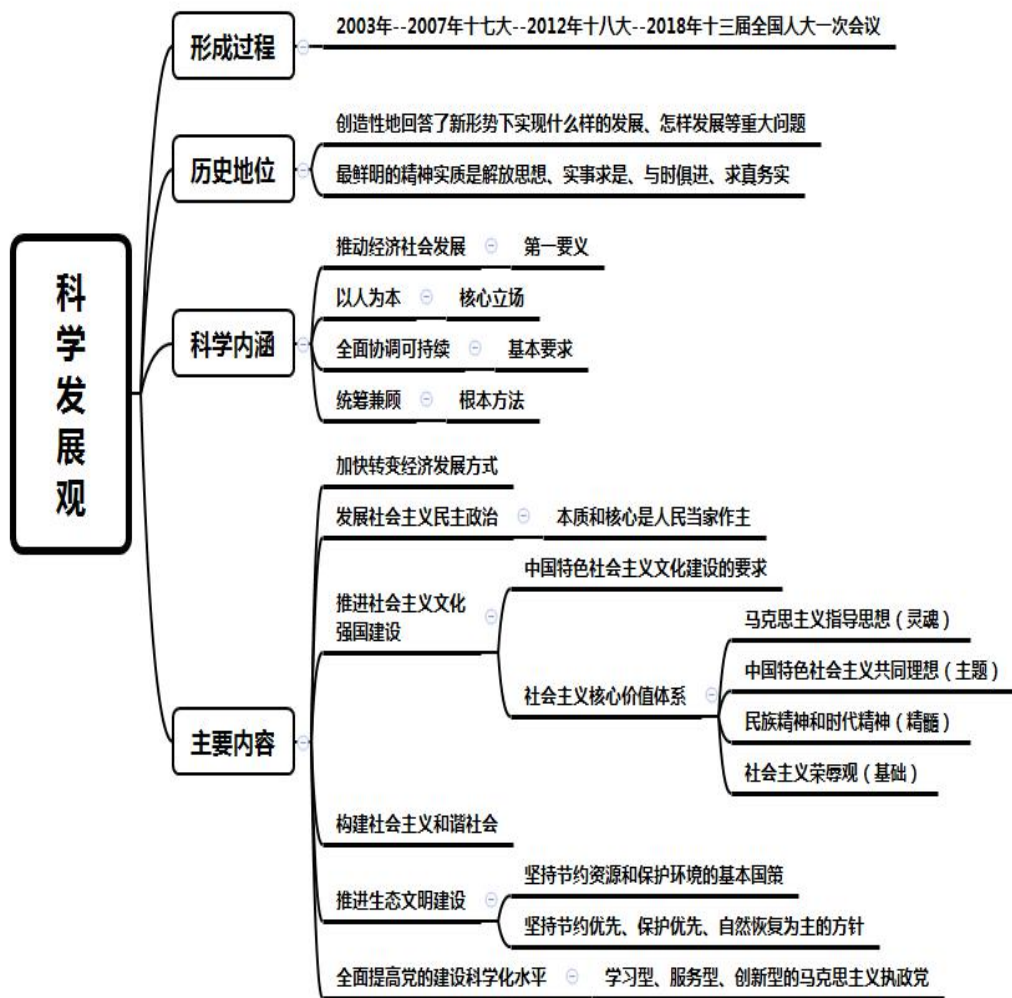 科
学
发
展
观
形成过程
2003年--2007年十七大--2012年十八大--2018年十三届全国人大一次会议
历史地位
创造性地回答了新形势下实现什么样的发展、怎样发展等重大问题
最鲜明的精神实质是解放思想、实事求是、与时俱进、求真务实
科学内涵
推动经济社会发展 第一要义
以人为本 核心立场
全面协调可持续 基本要求
统筹兼顾 根本方法
主要内容
加快转变经济发展方式
发展社会主义民主政治 本质和核心是人民当家作主
推进社会主义文化
强国建设
中国特色社会主义文化建设的要求
社会主义核心价值体系
马克思主义指导思想（灵魂）
中国特色社会主义共同理想（主题）
民族精神和时代精神（精髓）
社会主义荣辱观（基础）
构建社会主义和谐社会
推进生态文明建设
坚持节约资源和保护环境的基本国策
坚持节约优先、保护优先、自然恢复为主的方针
全面提高党的建设科学化水平 学习型、服务型、创新型的马克思主义执政党